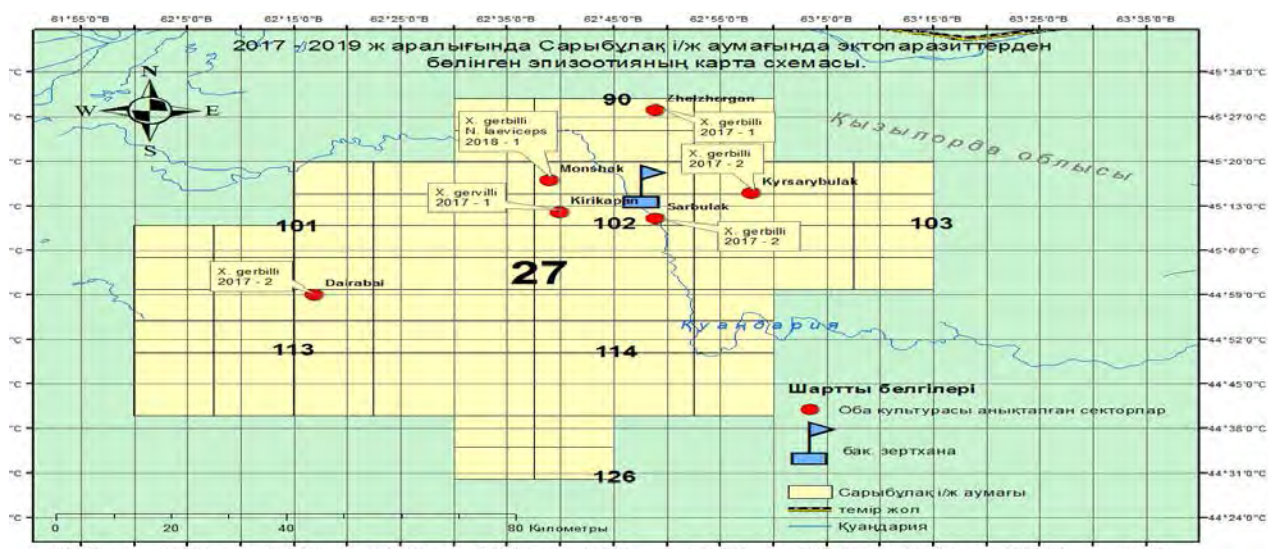 61°55'0"C 62°5'0"C 62°15'0"C 62°25'0"C 62°35'0"C 62°45'0"C 62°55'0"C 63°5'0"C 63°15'0"C 63°25'0"C 63°35'0"C
2017 - 2019 ж аралығында Сарыбұлақ і/ж аумағында эктопаразиттерден
бөлінген эпизоотияның карта схемасы.
N
W E
S
90
Zhelzhorgan
X. gerbilli
2017 - 1
X. gerbilli
N. laeviceps
2018 - 1
Monshak
X. gerbilli
2017 - 2
Kyrsarybulak
Қызылорда облысы
X. gervilli
2017 - 1
Kirikapan
Sarbulak
X. gerbilli
2017 - 2
101
102
103
27
X. gerbilli
2017 - 2
Dairabai
Қуаңдария
113
114
126
45°34'0"C
45°27'0"C
45°20'0"C
45°13'0"C
45°6'0"C
44°59'0"C
44°52'0"C
44°45'0"C
44°38'0"C
44°31'0"C
44°24'0"C
Шартты белгілері
Оба культурасы анықталған секторлар
бак. зертхана
Сарыбұлақ і/ж аумағы
темір жол
Қуаңдария
0 20 40 80 Километры